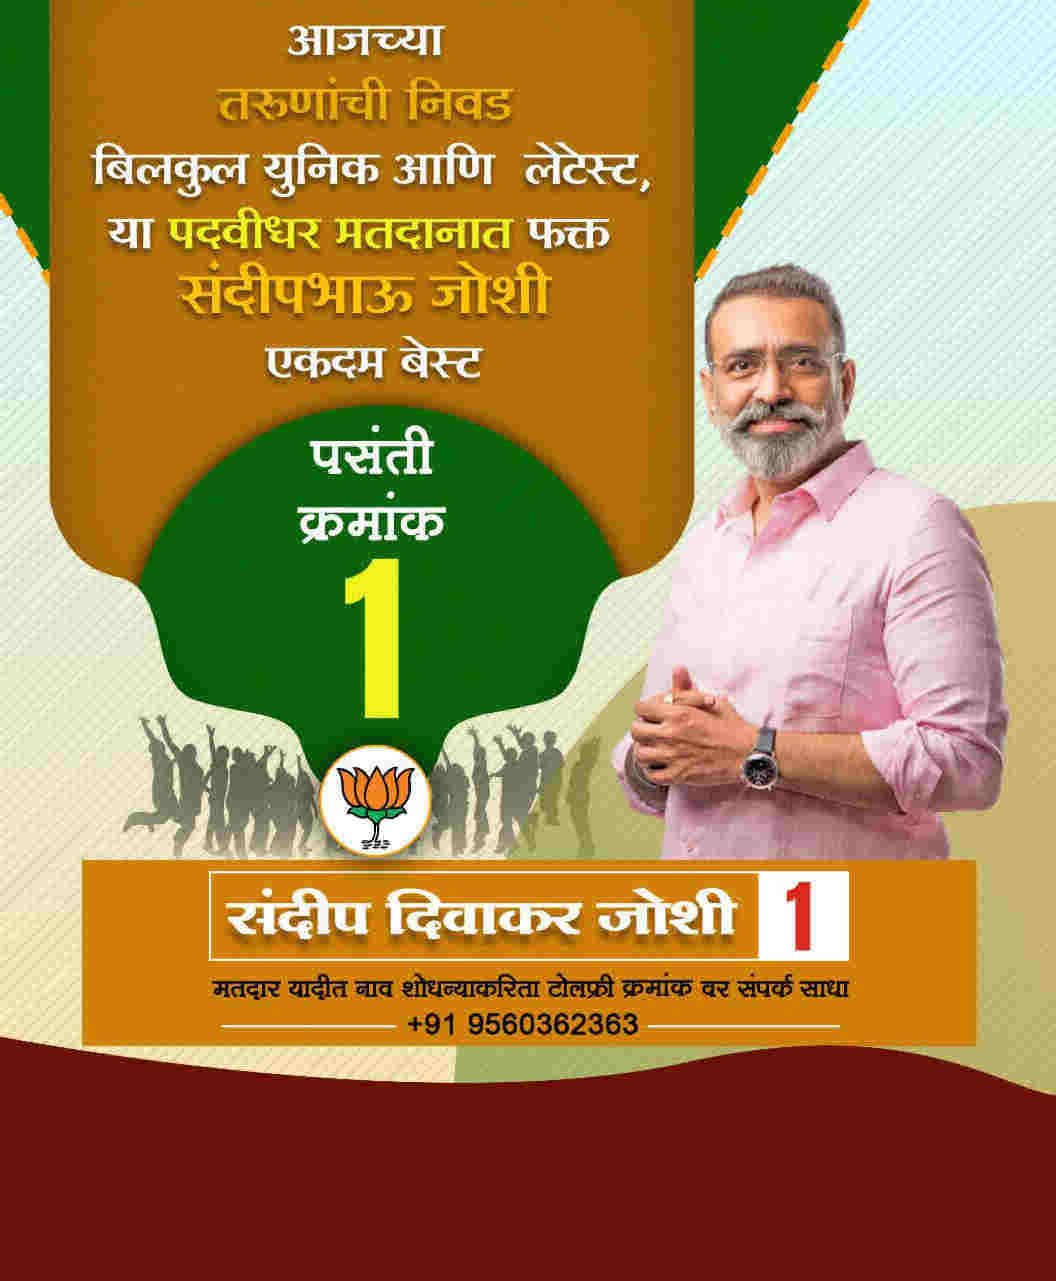 आजच्या
तरुणांची निवड
बिलकुल युनिक आणि लेटेस्ट,
या पदवीधर मतदानात फक्त
संदीपभाऊ जोशी
एकदम बेस्ट
पसंती
क्रमांक
1
संदीप दिवाकर जोशी 1
मतदार यादीत नाव शोधन्याकरिता टोलफ्री क्रमांक वर संपर्क साधा
+91 9560362363